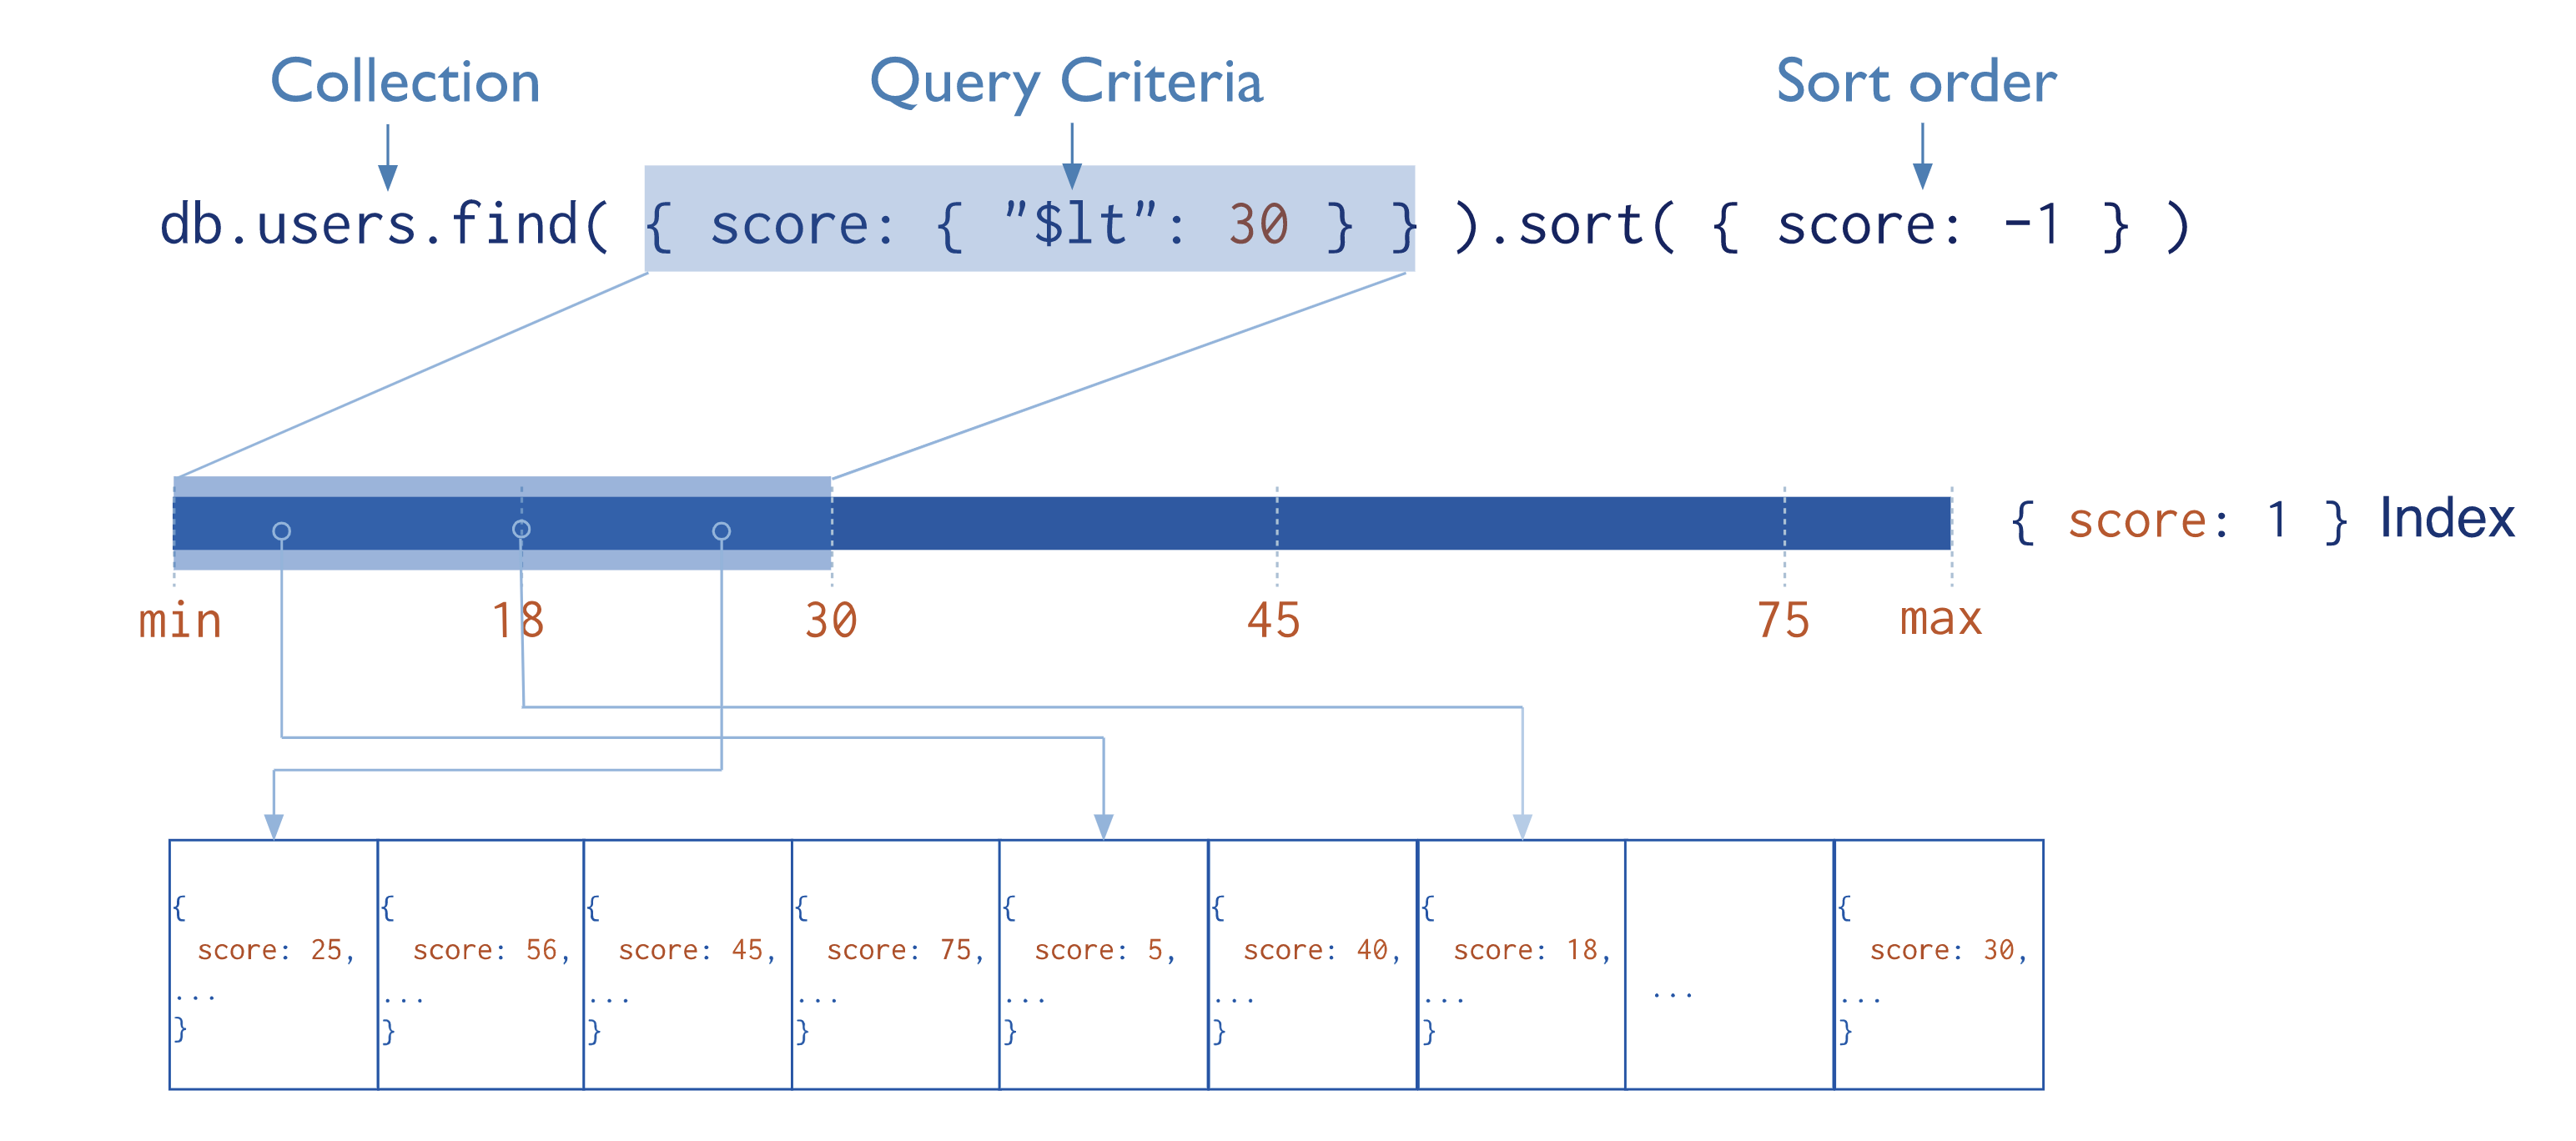 Collection Query Criteria Sort order
db.users.find( { score: { "$lt": 30 } } ).sort( { score: -1 } )
{ score: 1 } Index
min 18 30 45 75 max
{ { { { { { { {
score: 25, score: 56, score: 45, score: 75, score: 5, score: 40, score: 18, score: 30,
... ... ... ... ... ... ... ... ...
} } } } } } } }